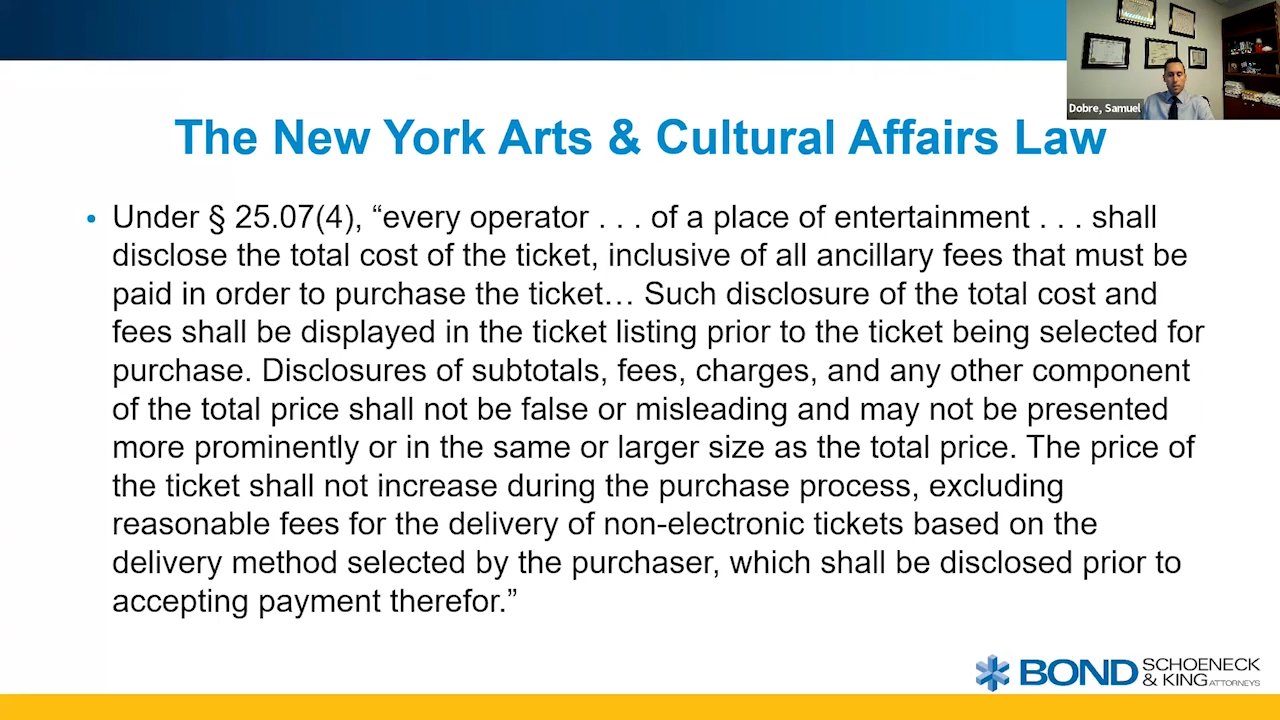 Dobre, Samuel
The New York Arts & Cultural Affairs Law
• Under § 25.07(4), “every operator . . . of a place of entertainment . . . shall
disclose the total cost of the ticket, inclusive of all ancillary fees that must be
paid in order to purchase the ticket… Such disclosure of the total cost and
fees shall be displayed in the ticket listing prior to the ticket being selected for
purchase. Disclosures of subtotals, fees, charges, and any other component
of the total price shall not be false or misleading and may not be presented
more prominently or in the same or larger size as the total price. The price of
the ticket shall not increase during the purchase process, excluding
reasonable fees for the delivery of non-electronic tickets based on the
delivery method selected by the purchaser, which shall be disclosed prior to
accepting payment therefor.”
BOND SCHOENECK
& KING ATTORNEYS